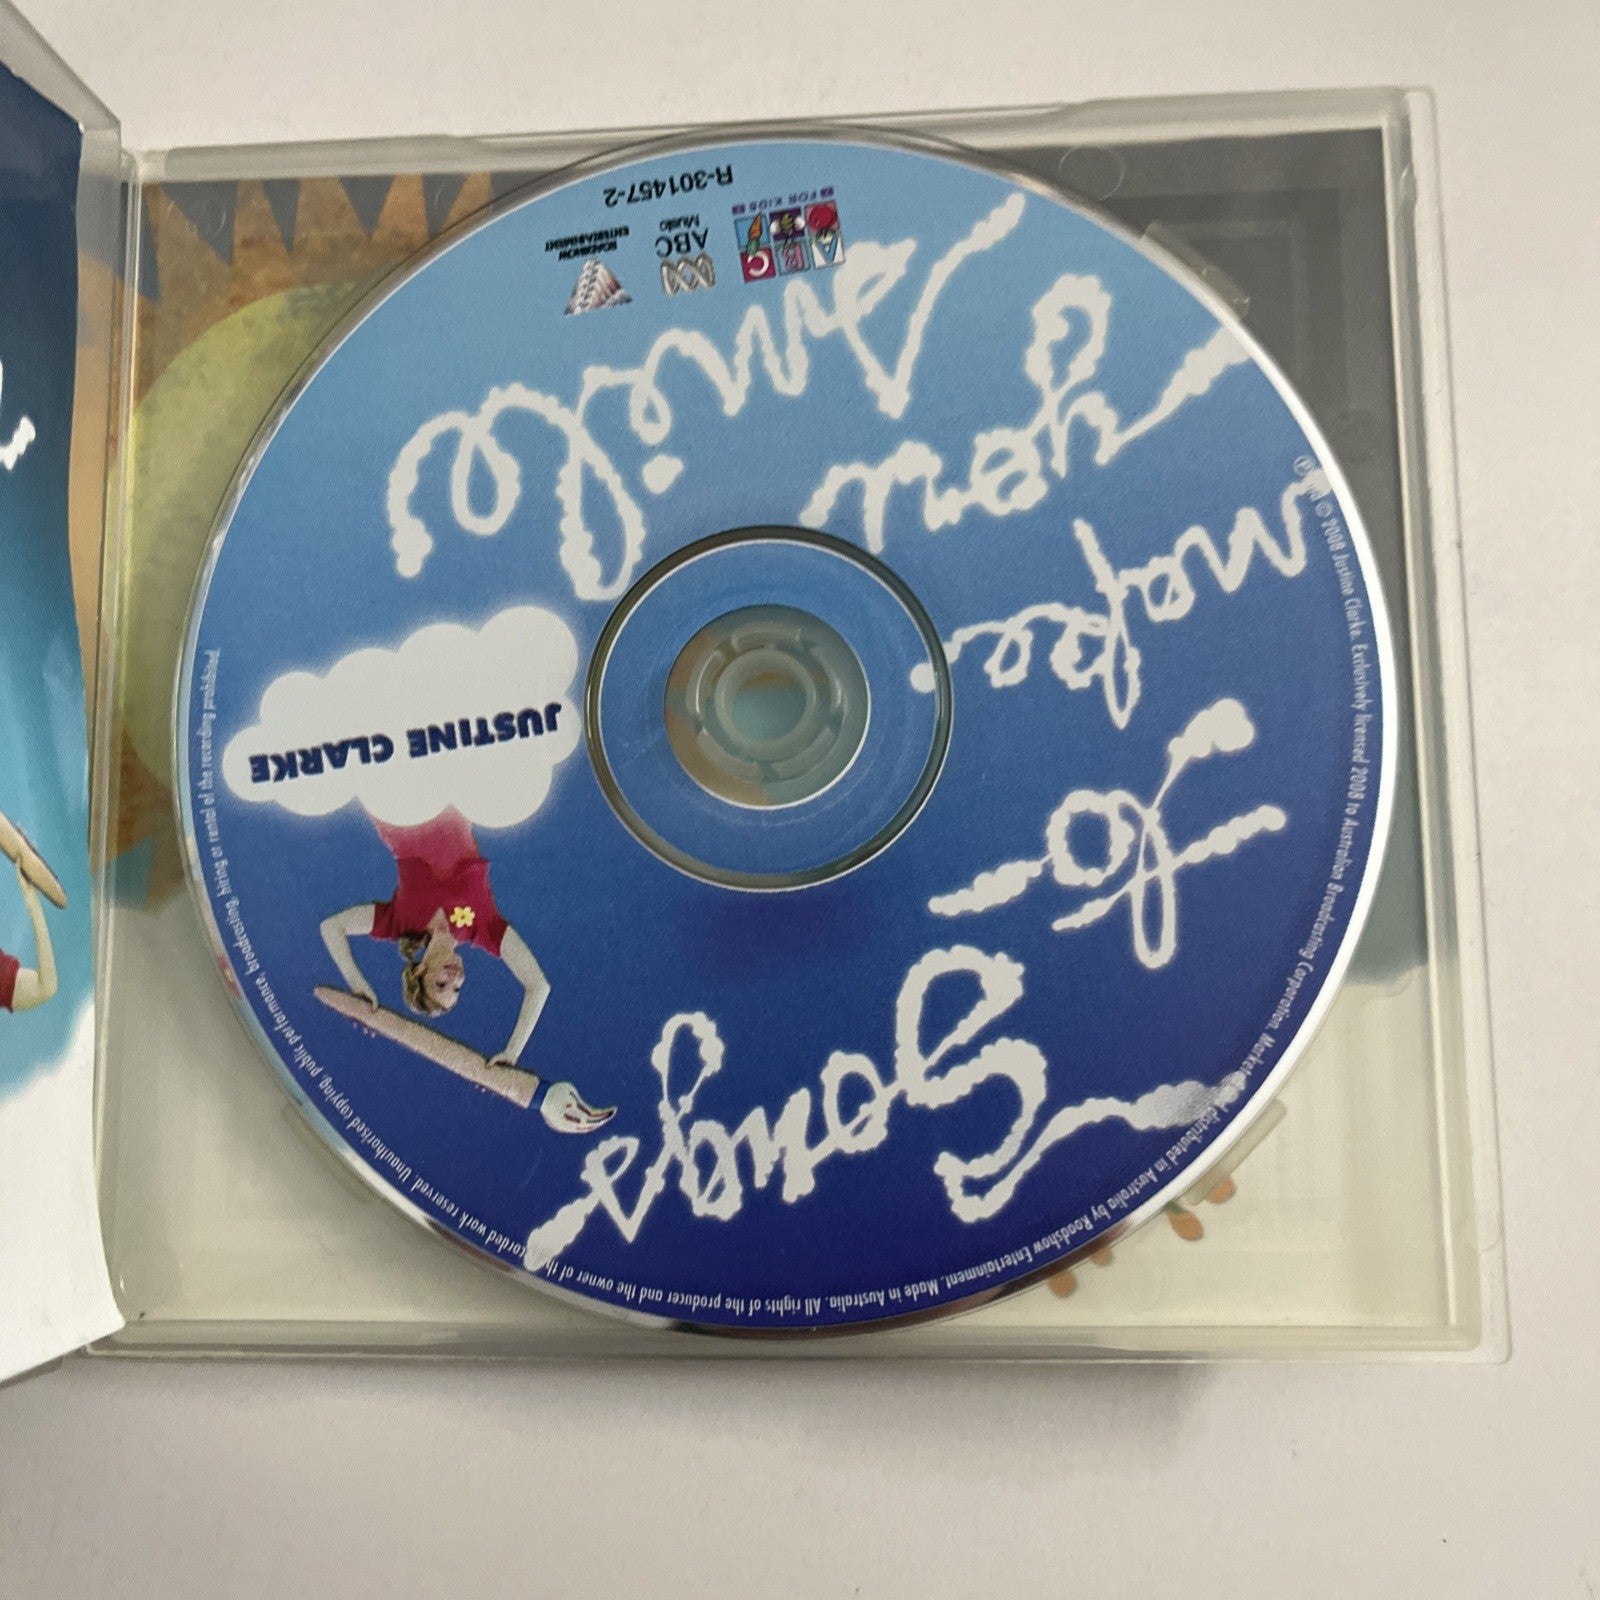 Songs
To
Make
You
Smile
JUSTINE CLARKE
ABC
FOR KIDS
ABC
Music
ROADSHOW
ENTERTAINMENT
R-301457-2
℗ and © 2008 Justine Clarke. Exclusively licensed 2008 to Australian Broadcasting Corporation. Marketed and distributed in Australia by Roadshow Entertainment. Made in Australia. All rights of the producer and the owner of the recorded work reserved. Unauthorised copying, public performance, broadcasting, hiring or rental of the recording prohibited